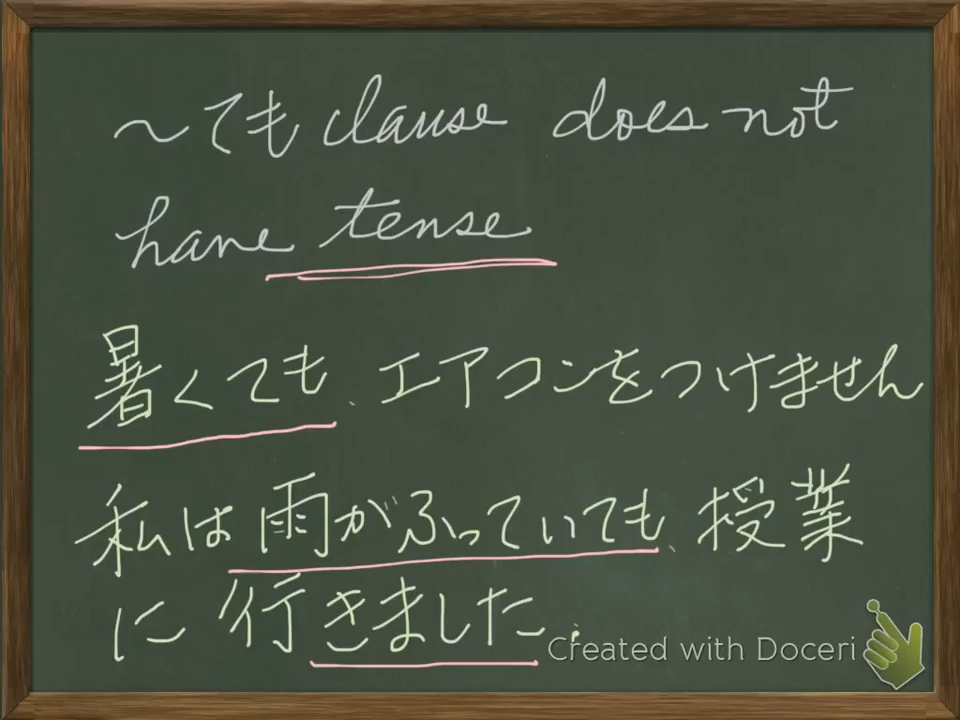 ～ても clause does not
have tense
暑くても、エアコンをつけません
私は雨がふっていても、授業
に行きました.
Created with Doceri